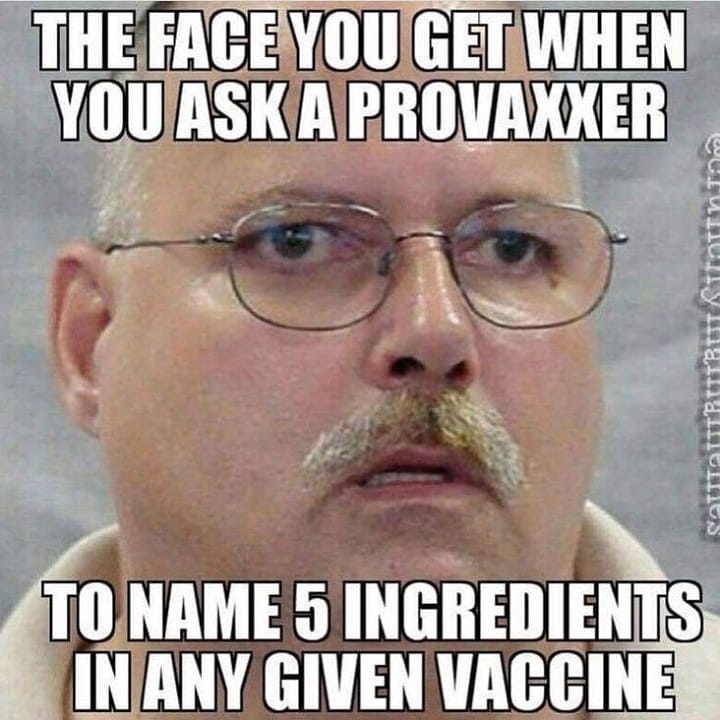 THE FACE YOU GET WHEN
YOU ASK A PROVAXXER
TO NAME 5 INGREDIENTS
IN ANY GIVEN VACCINE